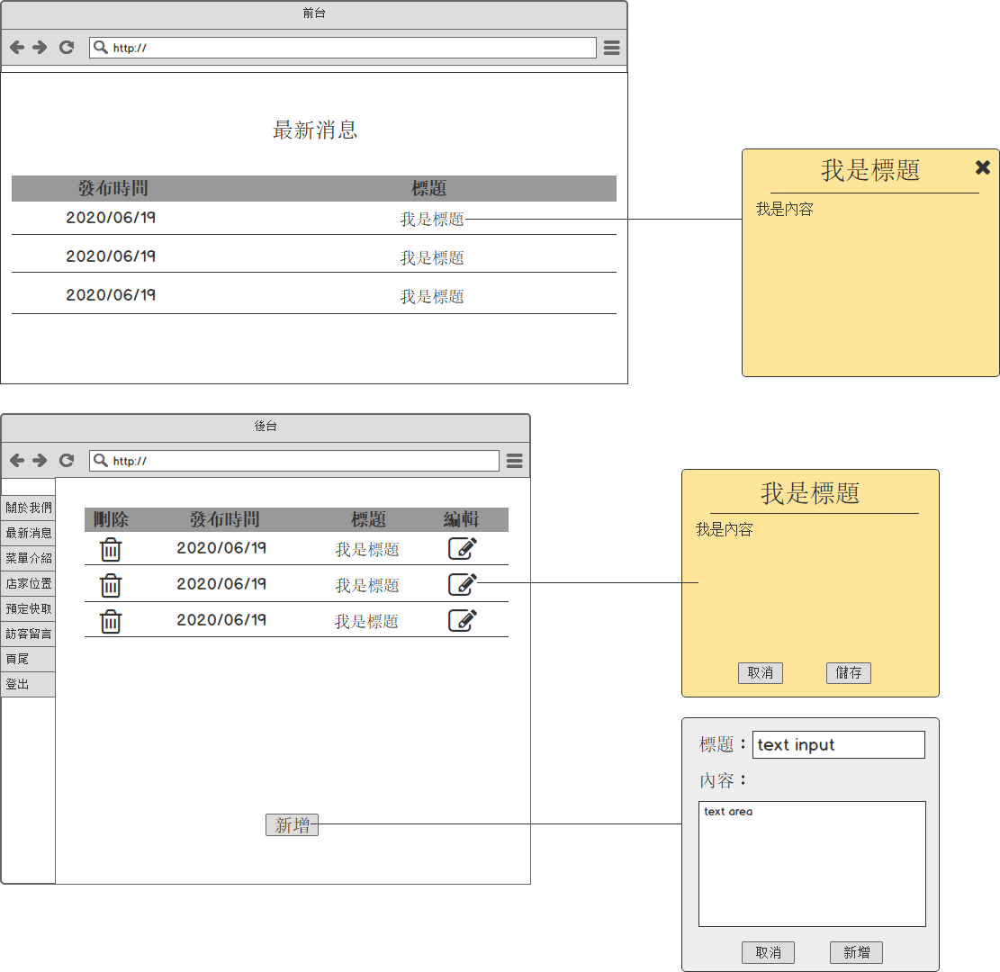 前台
http://
最新消息
發布時間 標題
2020/06/19 我是標題
2020/06/19 我是標題
2020/06/19 我是標題
我是標題
我是內容
後台
http://
關於我們
最新消息
菜單介紹
店家位置
預定快取
訪客留言
頁尾
登出
刪除 發布時間 標題 編輯
2020/06/19 我是標題
2020/06/19 我是標題
2020/06/19 我是標題
新增
我是標題
我是內容
取消 儲存
標題： text input
內容：
text area
取消 新增